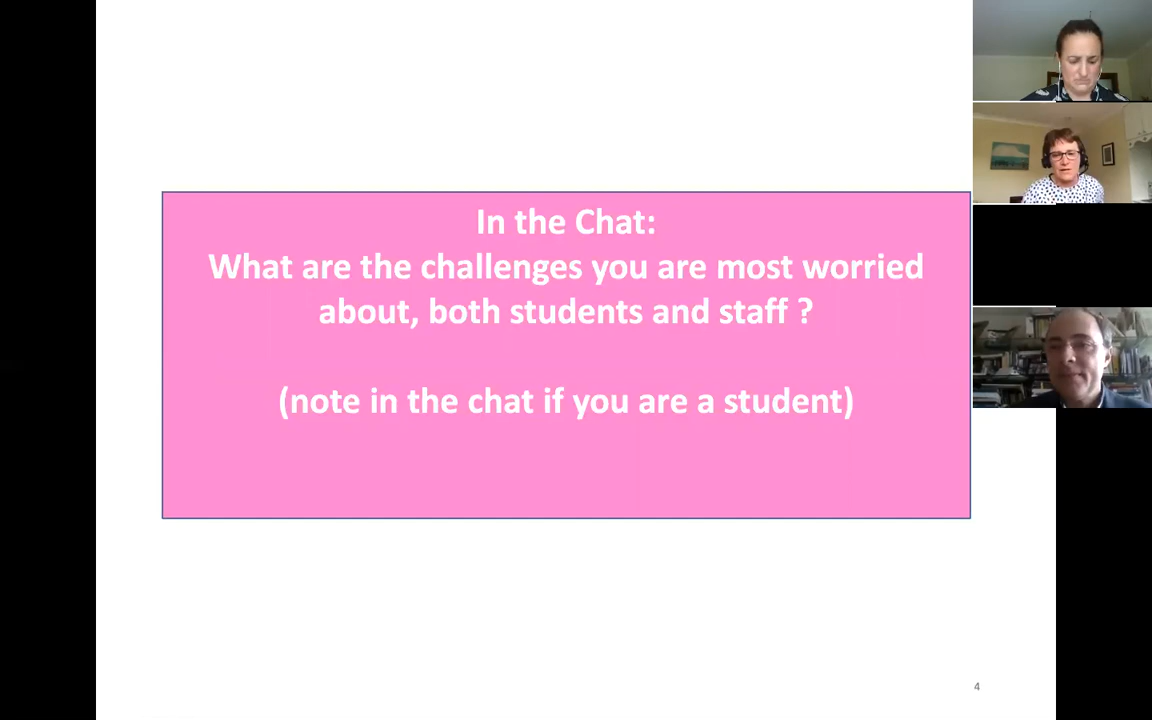 In the Chat:
What are the challenges you are most worried
about, both students and staff ?
(note in the chat if you are a student)
4